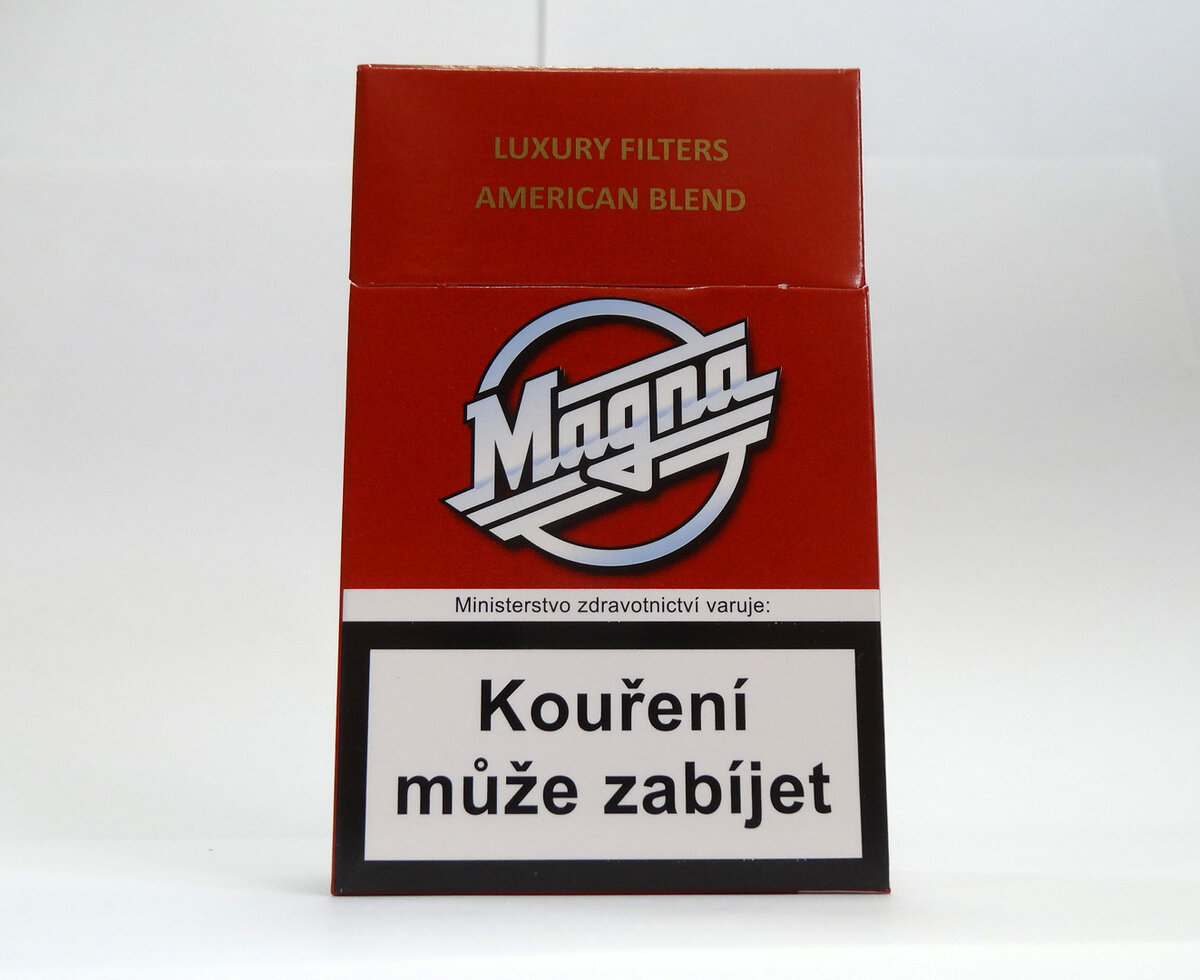 LUXURY FILTERS
AMERICAN BLEND
Magna
Ministerstvo zdravotnictví varuje:
Kouření
může zabíjet